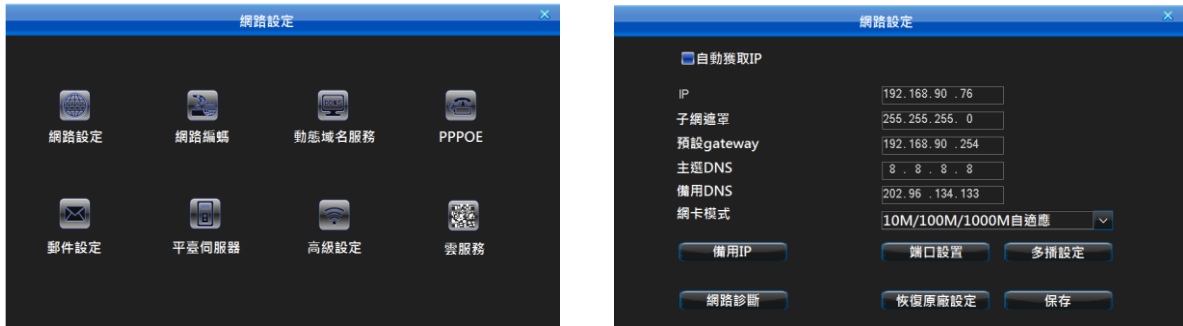 網路設定
網路設定
網路編螞
動態域名服務
PPPOE
郵件設定
平臺伺服器
高級設定
雲服務
網路設定
自動獲取IP
IP
192.168.90 .76
子網遮罩
255.255.255. 0
預設gateway
192.168.90 .254
主選DNS
8 . 8 . 8 . 8
備用DNS
202.96 .134.133
網卡模式
10M/100M/1000M自適應
備用IP
端口設置
多播設定
網路診斷
恢復原廠設定
保存